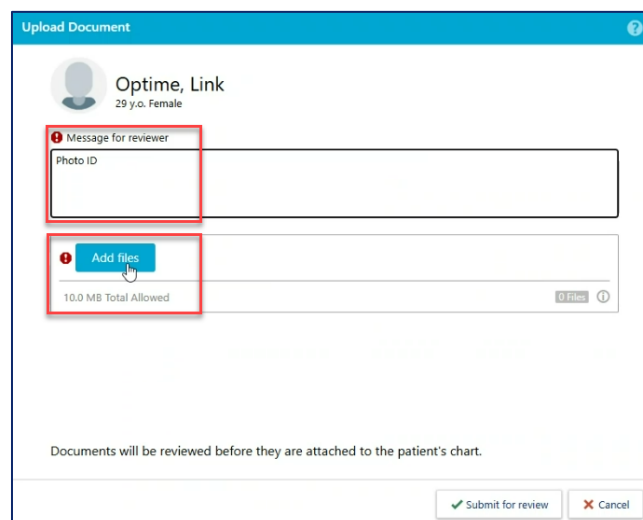 Upload Document
?
Optime, Link
29 y.o. Female
Message for reviewer
Photo ID
Add files
10.0 MB Total Allowed
0 Files
Documents will be reviewed before they are attached to the patient's chart.
Submit for review
Cancel